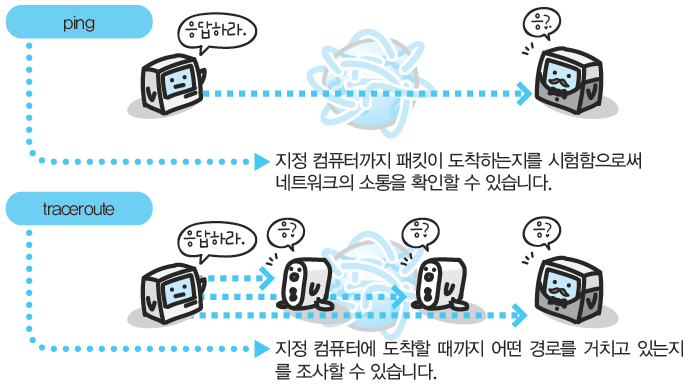 ping
응답하라.
응?
지정 컴퓨터까지 패킷이 도착하는지를 시험함으로써
네트워크의 소통을 확인할 수 있습니다.
traceroute
응답하라.
응?
응?
응?
지정 컴퓨터에 도착할 때까지 어떤 경로를 거치고 있는지
를 조사할 수 있습니다.